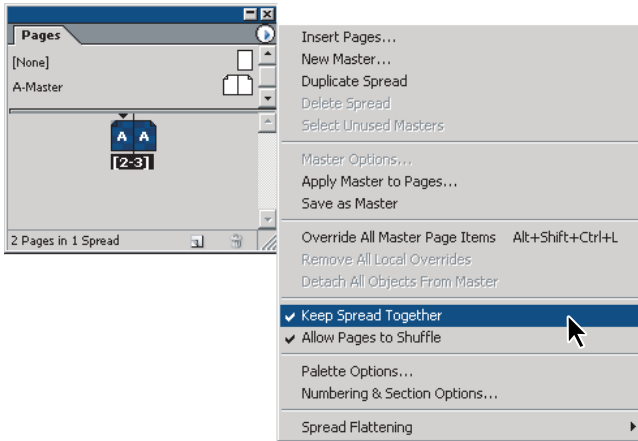 Pages
[None]
A-Master
A A
[2-3]
2 Pages in 1 Spread
Insert Pages...
New Master...
Duplicate Spread
Delete Spread
Select Unused Masters
Master Options...
Apply Master to Pages...
Save as Master
Override All Master Page Items Alt+Shift+Ctrl+L
Remove All Local Overrides
Detach All Objects From Master
✓ Keep Spread Together
✓ Allow Pages to Shuffle
Palette Options...
Numbering & Section Options...
Spread Flattening